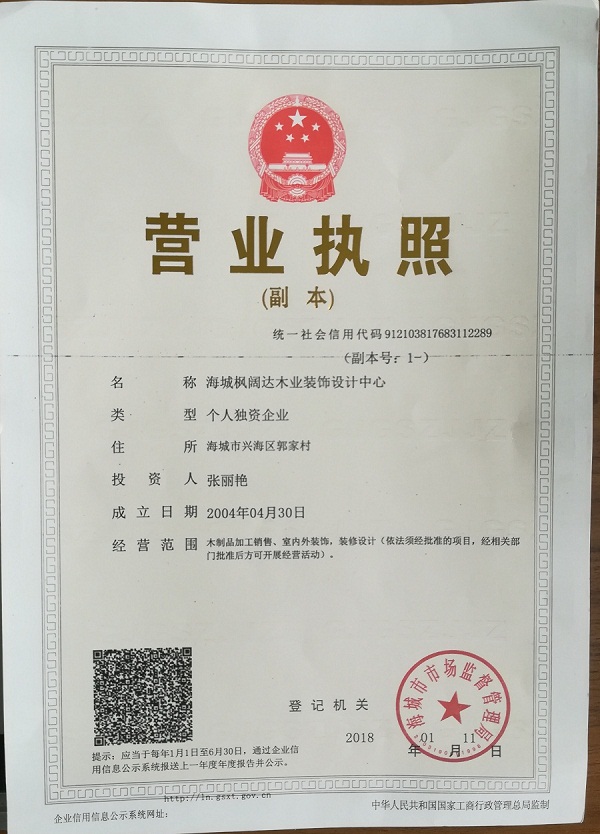 营业执照
(副 本)
统一社会信用代码 912103817683112289
(副本号: 1-)
名 称 海城枫阔达木业装饰设计中心
类 型 个人独资企业
住 所 海城市兴海区郭家村
投 资 人 张丽艳
成 立 日 期 2004年04月30日
经 营 范 围 木制品加工销售、室内外装饰, 装修设计(依法须经批准的项目, 经相关部
门批准后方可开展经营活动)。
登 记 机 关
海城市市场监督管理局
2018 年 01 月 11 日
提示: 应当于每年1月1日至6月30日, 通过企业信
用信息公示系统报送上一年度年度报告并公示。
http://ln.gsxt.gov.cn
企业信用信息公示系统网址:
中华人民共和国国家工商行政管理总局监制